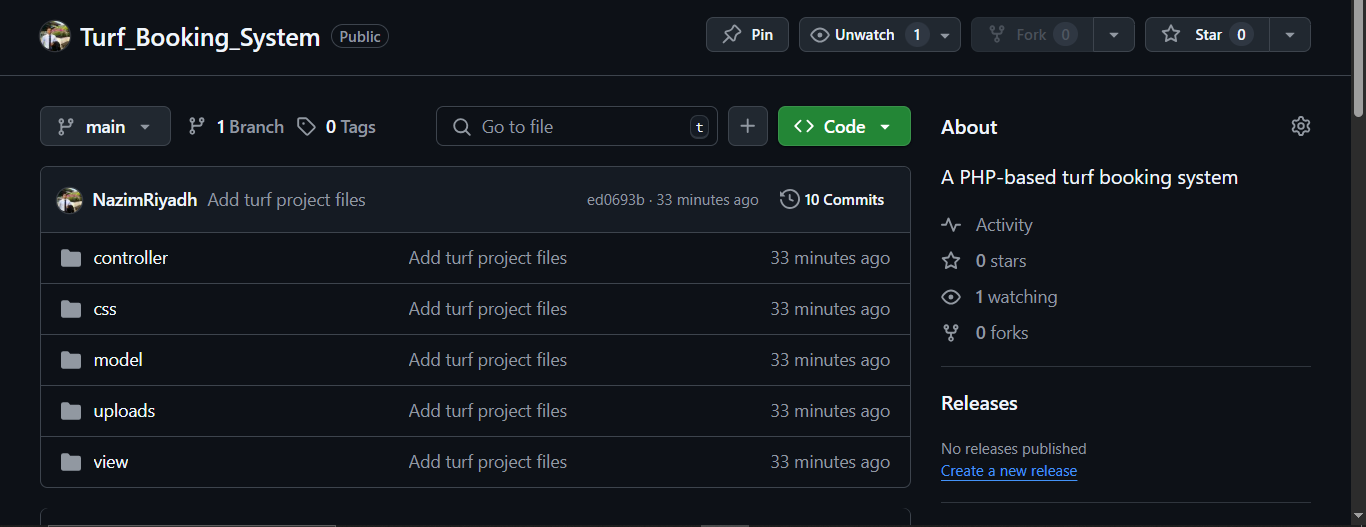 Turf_Booking_System Public Pin Unwatch 1 Fork 0 Star 0
main 1 Branch 0 Tags Go to file t Code
NazimRiyadh Add turf project files ed0693b · 33 minutes ago 10 Commits
controller Add turf project files 33 minutes ago
css Add turf project files 33 minutes ago
model Add turf project files 33 minutes ago
uploads Add turf project files 33 minutes ago
view Add turf project files 33 minutes ago
About
A PHP-based turf booking system
Activity
0 stars
1 watching
0 forks
Releases
No releases published
Create a new release